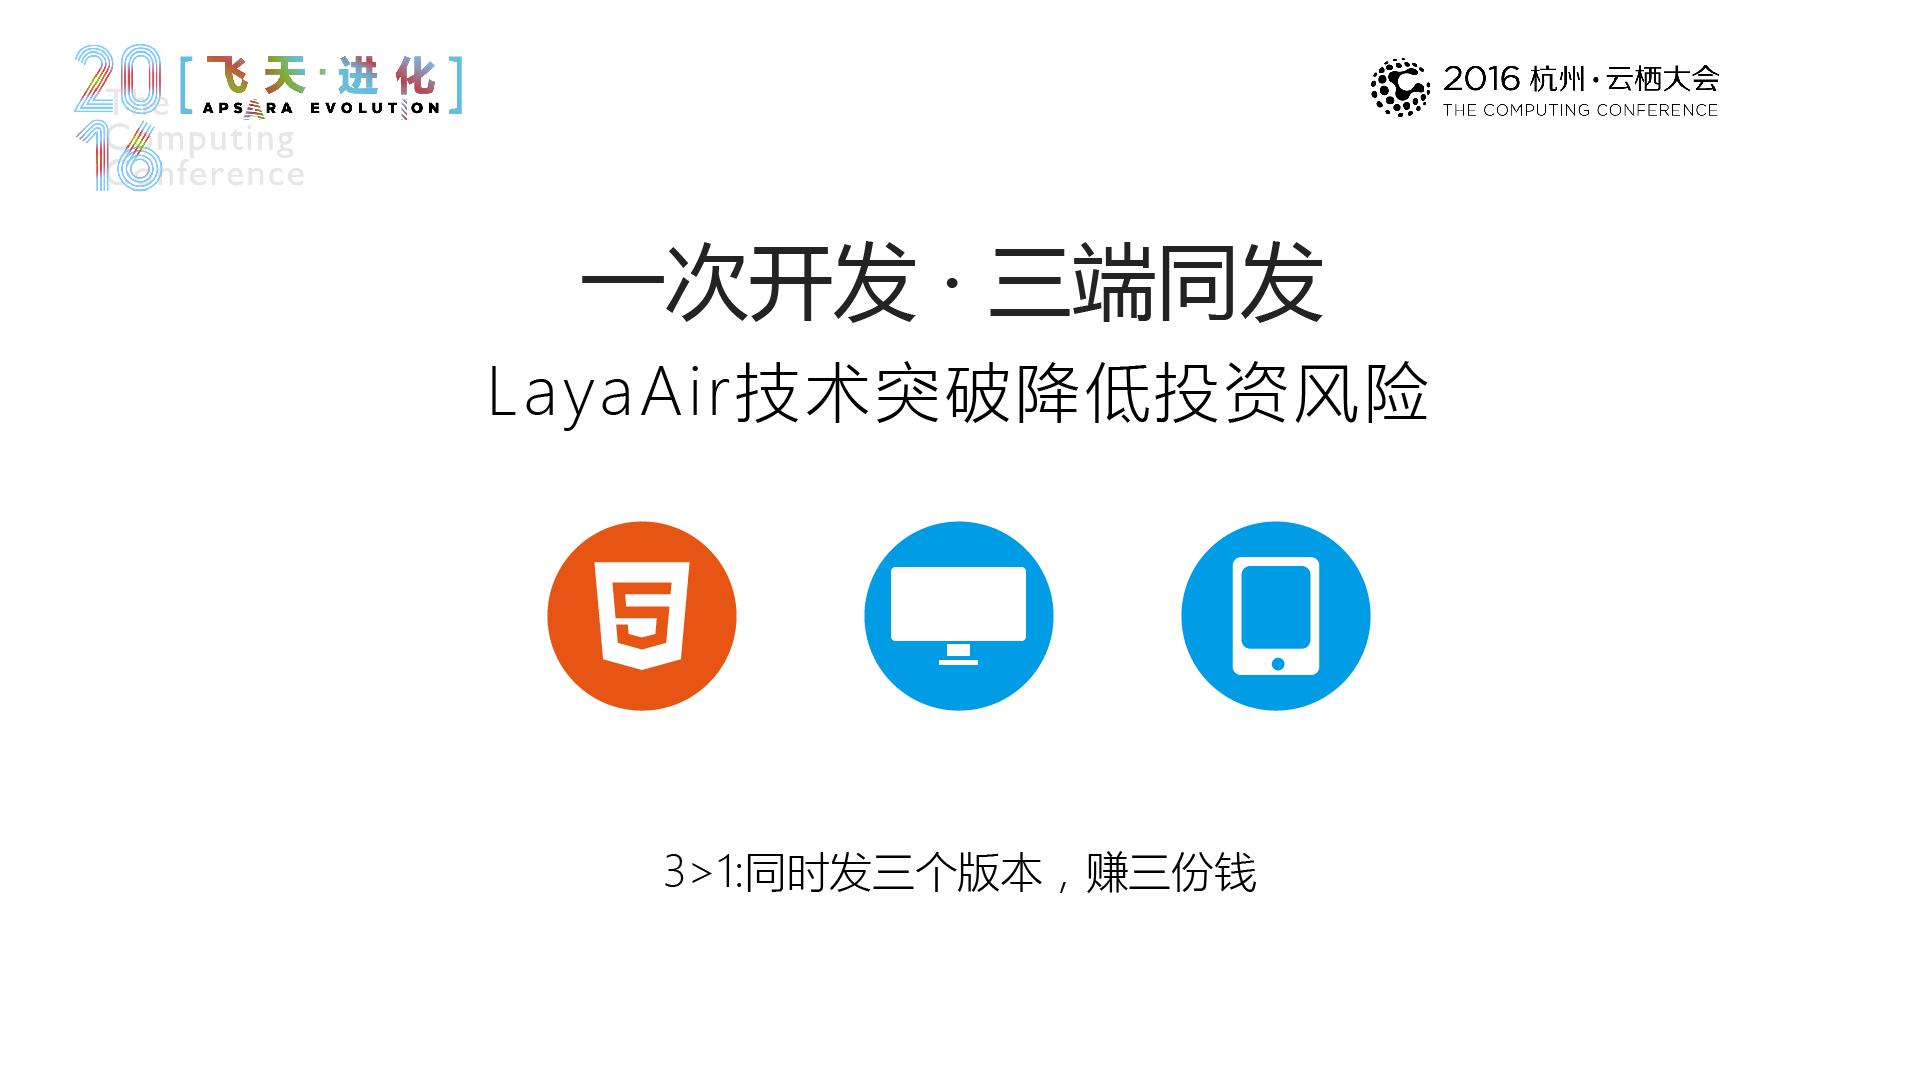 2016
[飞天·进化]
APSARA EVOLUTION
The
Computing
Conference
2016 杭州·云栖大会
THE COMPUTING CONFERENCE
一次开发·三端同发
LayaAir技术突破降低投资风险
5
3>1:同时发三个版本，赚三份钱